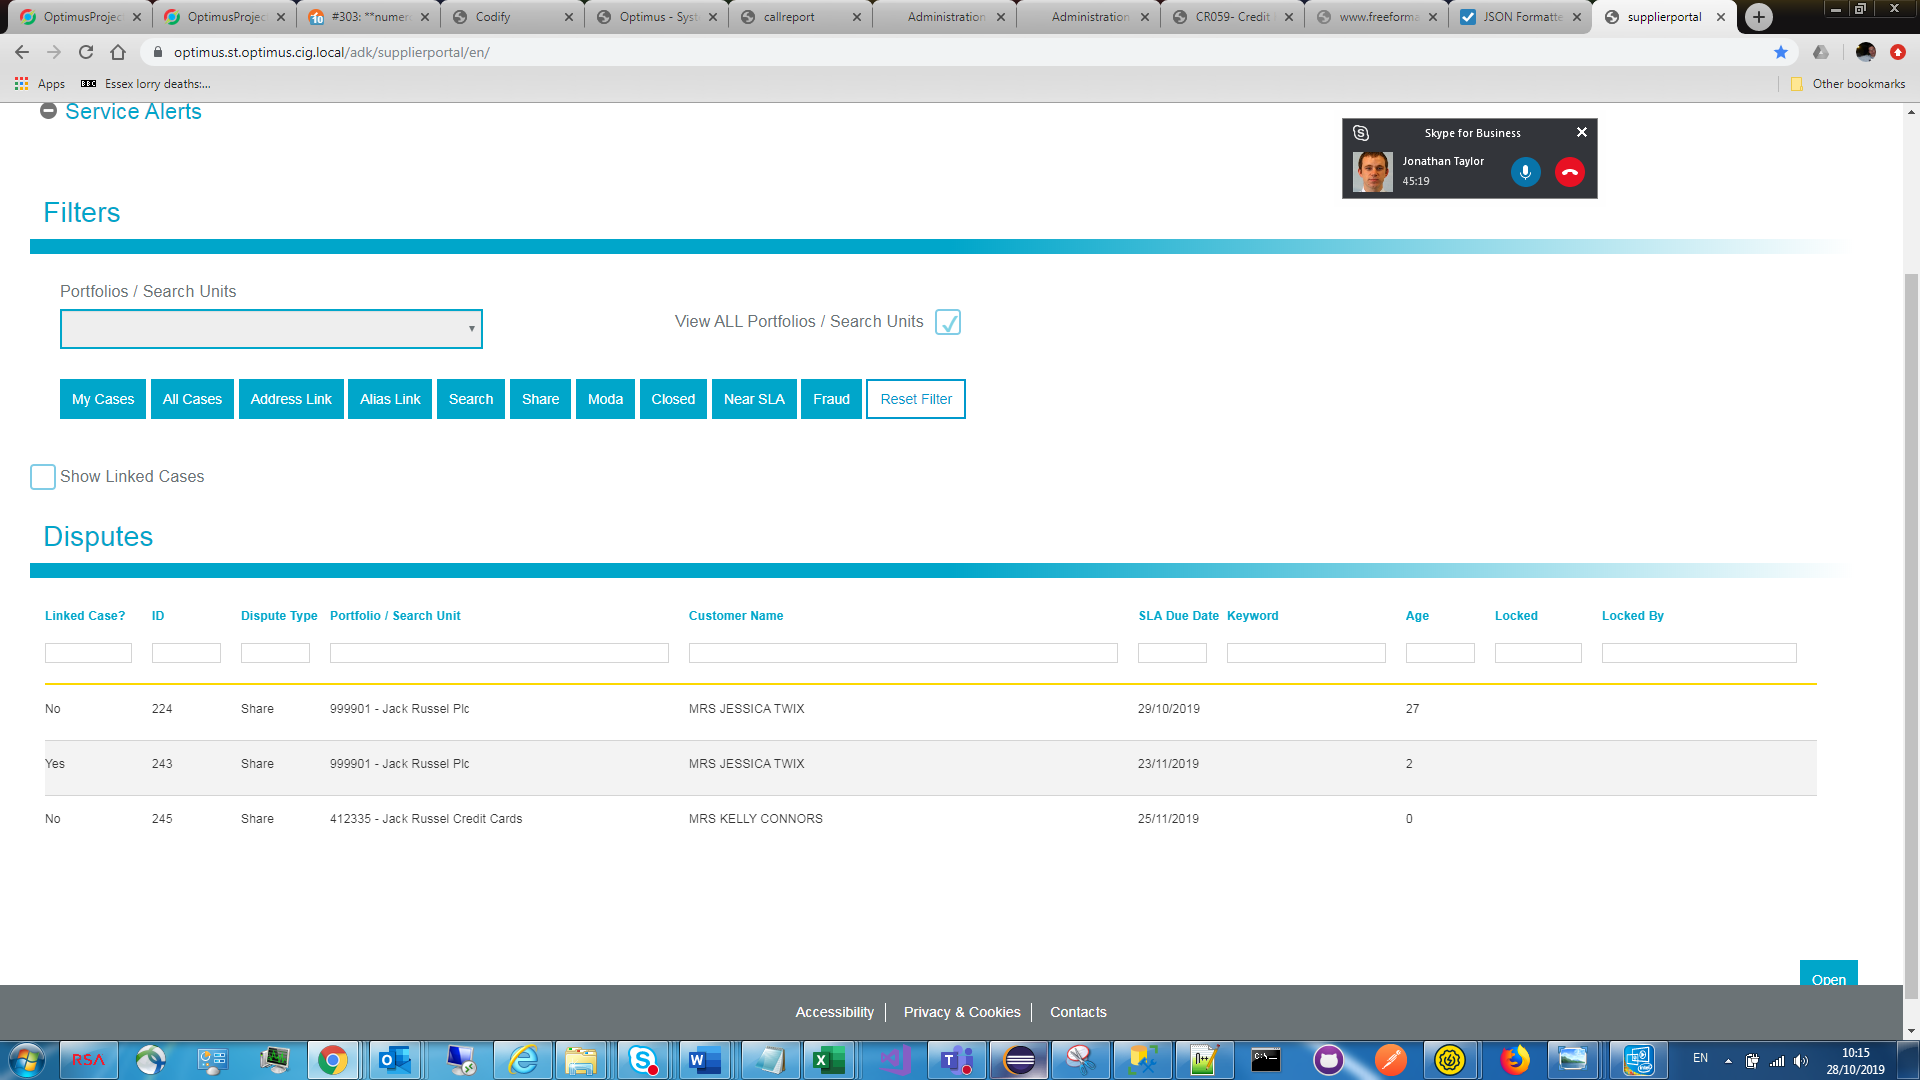 OptimusProjec
OptimusProjec
#303: **numer
Codify
Optimus - Syst
callreport
Administration
Administration
CR059- Credit
www.freeforma
JSON Formatte
supplierportal
optimus.st.optimus.cig.local/adk/supplierportal/en/
Apps
BBC
Essex lorry deaths:...
Other bookmarks
Service Alerts
Skype for Business
Jonathan Taylor
45:19
Filters
Portfolios / Search Units
View ALL Portfolios / Search Units
My Cases
All Cases
Address Link
Alias Link
Search
Share
Moda
Closed
Near SLA
Fraud
Reset Filter
Show Linked Cases
Disputes
Linked Case? ID Dispute Type Portfolio / Search Unit Customer Name SLA Due Date Keyword Age Locked Locked By
No 224 Share 999901 - Jack Russel Plc MRS JESSICA TWIX 29/10/2019 27
Yes 243 Share 999901 - Jack Russel Plc MRS JESSICA TWIX 23/11/2019 2
No 245 Share 412335 - Jack Russel Credit Cards MRS KELLY CONNORS 25/11/2019 0
Open
Accessibility
Privacy & Cookies
Contacts
RSA
EN
10:15
28/10/2019